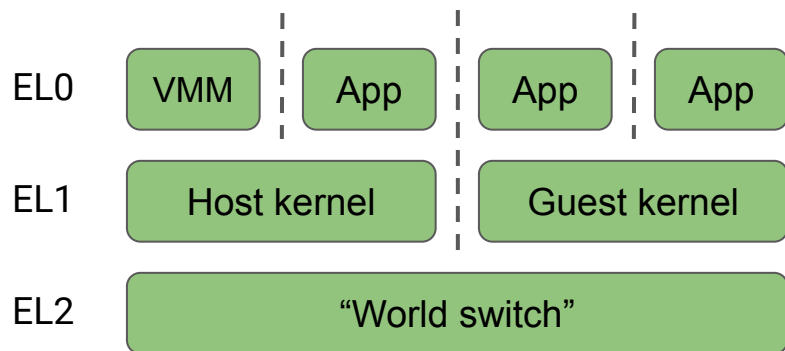 EL0 VMM App App App
EL1 Host kernel Guest kernel
EL2 “World switch”